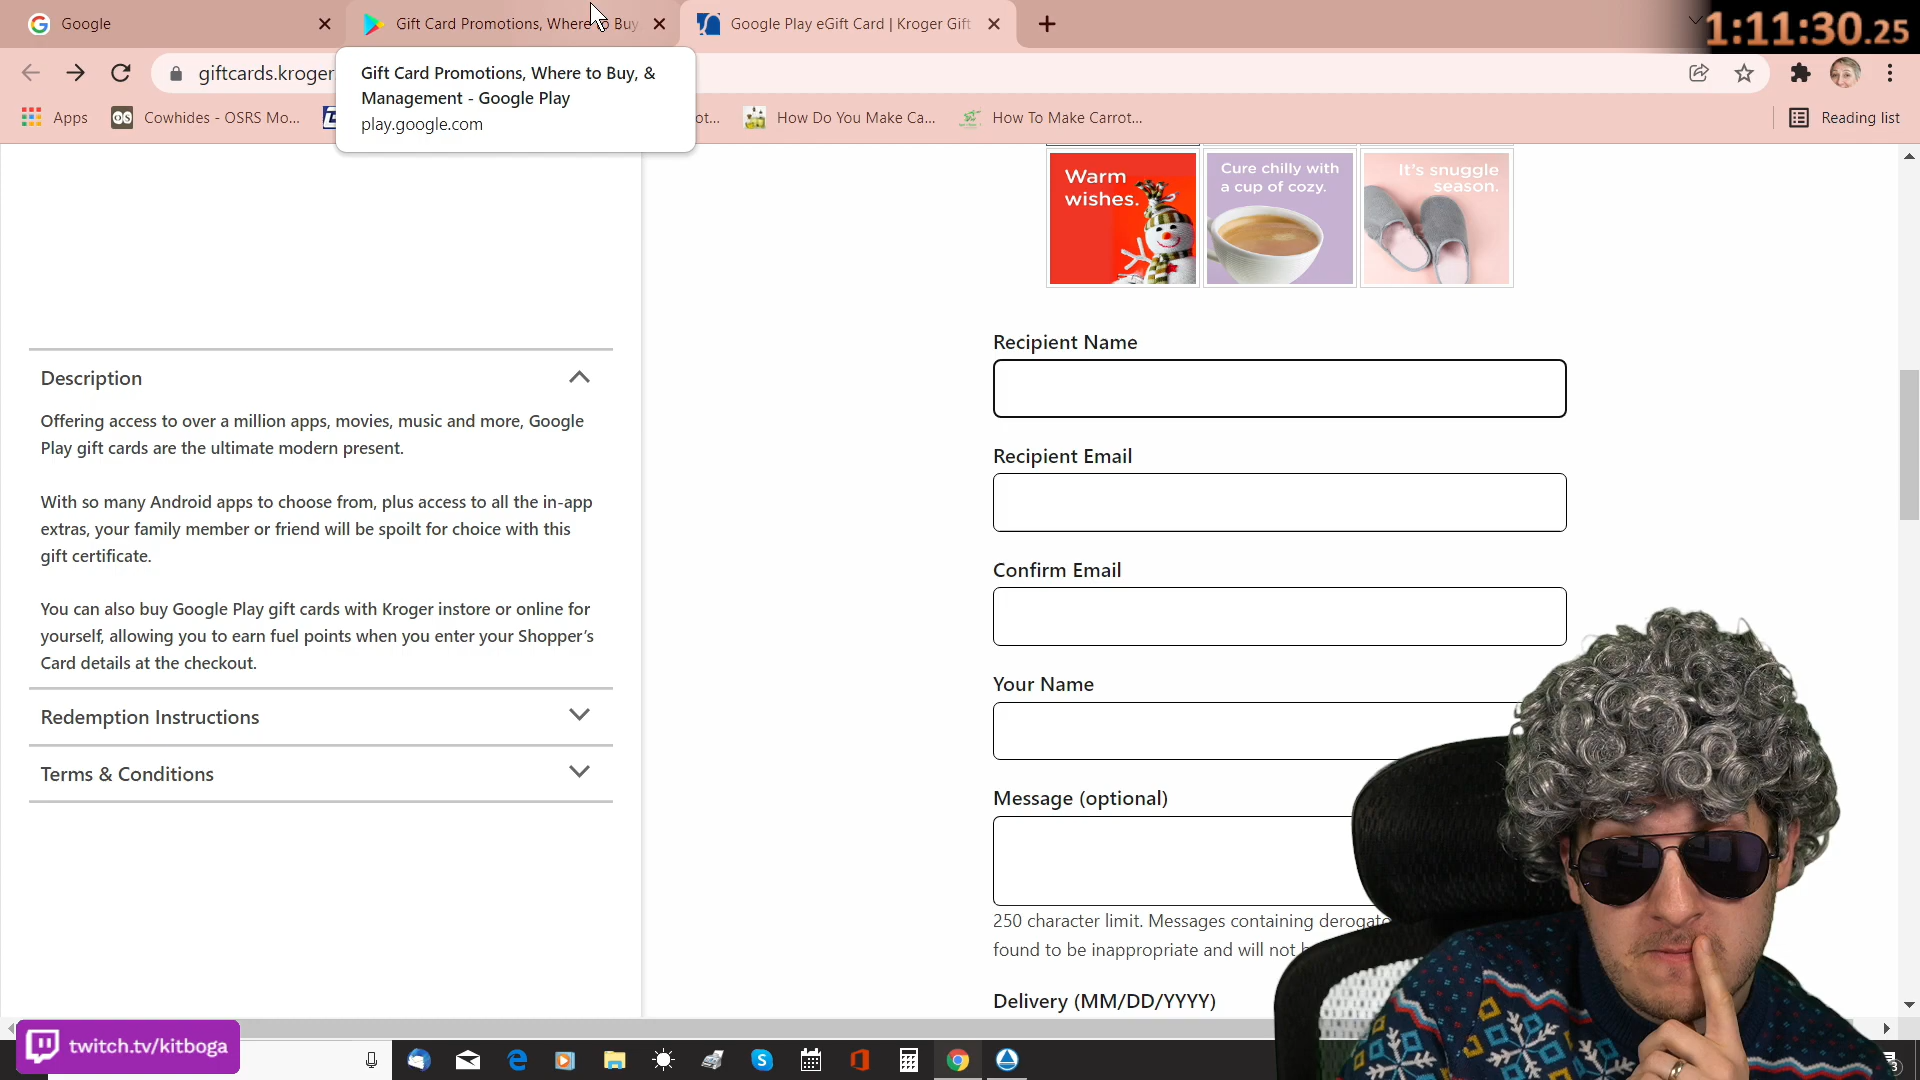 Google
Gift Card Promotions, Where to Buy
Google Play eGift Card | Kroger Gift
1:11:30.25
giftcards.kroger
Gift Card Promotions, Where to Buy, &
Management - Google Play
play.google.com
Apps
Cowhides - OSRS Mo...
ot...
How Do You Make Ca...
How To Make Carrot...
Reading list
Warm
wishes.
Cure chilly with
a cup of cozy.
It's snuggle
season.
Recipient Name
Description
Offering access to over a million apps, movies, music and more, Google
Play gift cards are the ultimate modern present.
Recipient Email
With so many Android apps to choose from, plus access to all the in-app
extras, your family member or friend will be spoilt for choice with this
gift certificate.
Confirm Email
You can also buy Google Play gift cards with Kroger instore or online for
yourself, allowing you to earn fuel points when you enter your Shopper's
Card details at the checkout.
Your Name
Redemption Instructions
Terms & Conditions
Message (optional)
250 character limit. Messages containing
found to be inappropriate and will not
Delivery (MM/DD/YYYY)
twitch.tv/kitboga
3